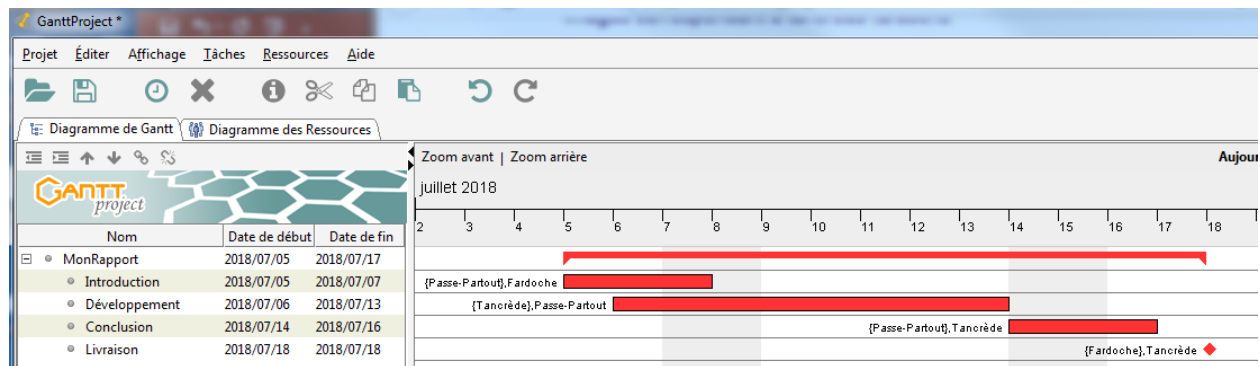 GanttProject *
Projet Éditer Affichage Tâches Ressources Aide
Diagramme de Gantt Diagramme des Ressources
Zoom avant | Zoom arrière Aujour
GANTT project
juillet 2018
2 3 4 5 6 7 8 9 10 11 12 13 14 15 16 17 18
Nom Date de début Date de fin
MonRapport 2018/07/05 2018/07/17
Introduction 2018/07/05 2018/07/07 {Passe-Partout},Fardoche
Développement 2018/07/06 2018/07/13 {Tancrède},Passe-Partout
Conclusion 2018/07/14 2018/07/16 {Passe-Partout},Tancrède
Livraison 2018/07/18 2018/07/18 {Fardoche},Tancrède